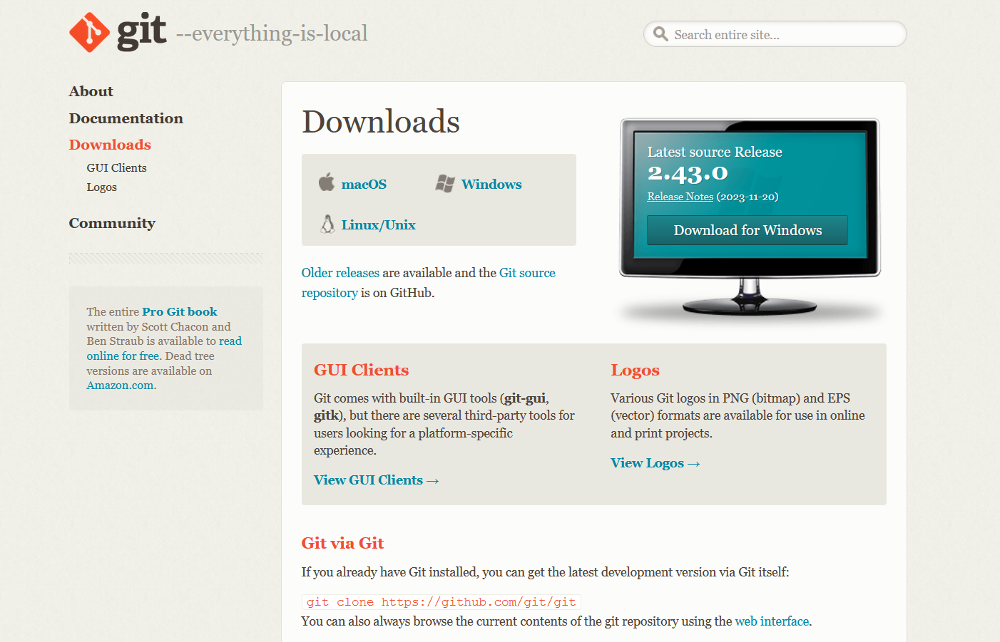 git --everything-is-local
Search entire site...
About
Documentation
Downloads
GUI Clients
Logos
Community
The entire Pro Git book
written by Scott Chacon and
Ben Straub is available to read
online for free. Dead tree
versions are available on
Amazon.com.
Downloads
macOS
Windows
Linux/Unix
Older releases are available and the Git source
repository is on GitHub.
Latest source Release
2.43.0
Release Notes (2023-11-20)
Download for Windows
GUI Clients
Git comes with built-in GUI tools (git-gui,
gitk), but there are several third-party tools for
users looking for a platform-specific
experience.
View GUI Clients →
Logos
Various Git logos in PNG (bitmap) and EPS
(vector) formats are available for use in online
and print projects.
View Logos →
Git via Git
If you already have Git installed, you can get the latest development version via Git itself:
git clone https://github.com/git/git
You can also always browse the current contents of the git repository using the web interface.